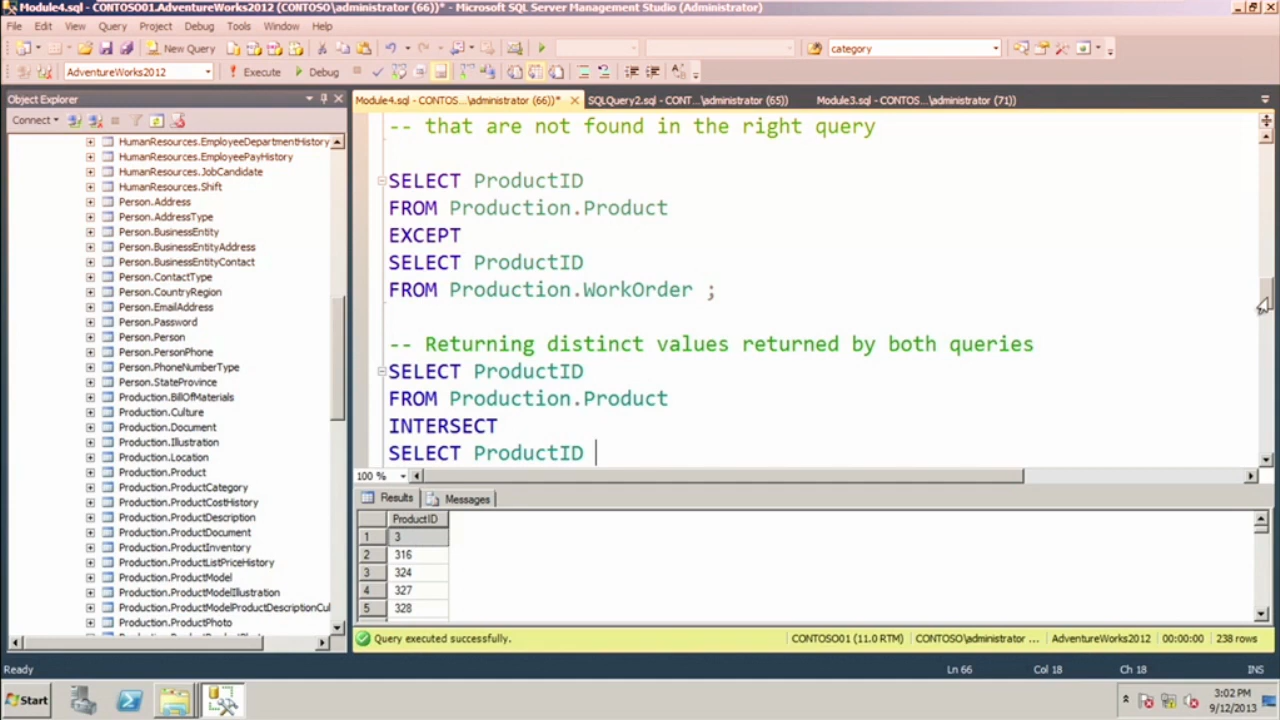 Module4.sql - CONTOSO01.AdventureWorks2012 (CONTOSO\administrator (66))* - Microsoft SQL Server Management Studio (Administrator)
File Edit View Query Project Debug Tools Window Help
New Query
category
AdventureWorks2012
Execute
Debug
Object Explorer
Connect
HumanResources.EmployeeDepartmentHistory
HumanResources.EmployeePayHistory
HumanResources.JobCandidate
HumanResources.Shift
Person.Address
Person.AddressType
Person.BusinessEntity
Person.BusinessEntityAddress
Person.BusinessEntityContact
Person.ContactType
Person.CountryRegion
Person.EmailAddress
Person.Password
Person.Person
Person.PersonPhone
Person.PhoneNumberType
Person.StateProvince
Production.BillOfMaterials
Production.Culture
Production.Document
Production.Illustration
Production.Location
Production.Product
Production.ProductCategory
Production.ProductCostHistory
Production.ProductDescription
Production.ProductDocument
Production.ProductInventory
Production.ProductListPriceHistory
Production.ProductModel
Production.ProductModelIllustration
Production.ProductModelProductDescriptionCul
Production.ProductPhoto
Module4.sql - CONTOS...\administrator (66))*
SQLQuery2.sql - CONT...\administrator (65))
Module3.sql - CONTOS...\administrator (71))
-- that are not found in the right query
SELECT ProductID
FROM Production.Product
EXCEPT
SELECT ProductID
FROM Production.WorkOrder ;
-- Returning distinct values returned by both queries
SELECT ProductID
FROM Production.Product
INTERSECT
SELECT ProductID
100 %
Results
Messages
ProductID
1 3
2 316
3 324
4 327
5 328
Query executed successfully.
CONTOSO01 (11.0 RTM)
CONTOSO\administrator ...
AdventureWorks2012
00:00:00
238 rows
Ready
Ln 66
Col 18
Ch 18
INS
Start
3:02 PM
9/12/2013